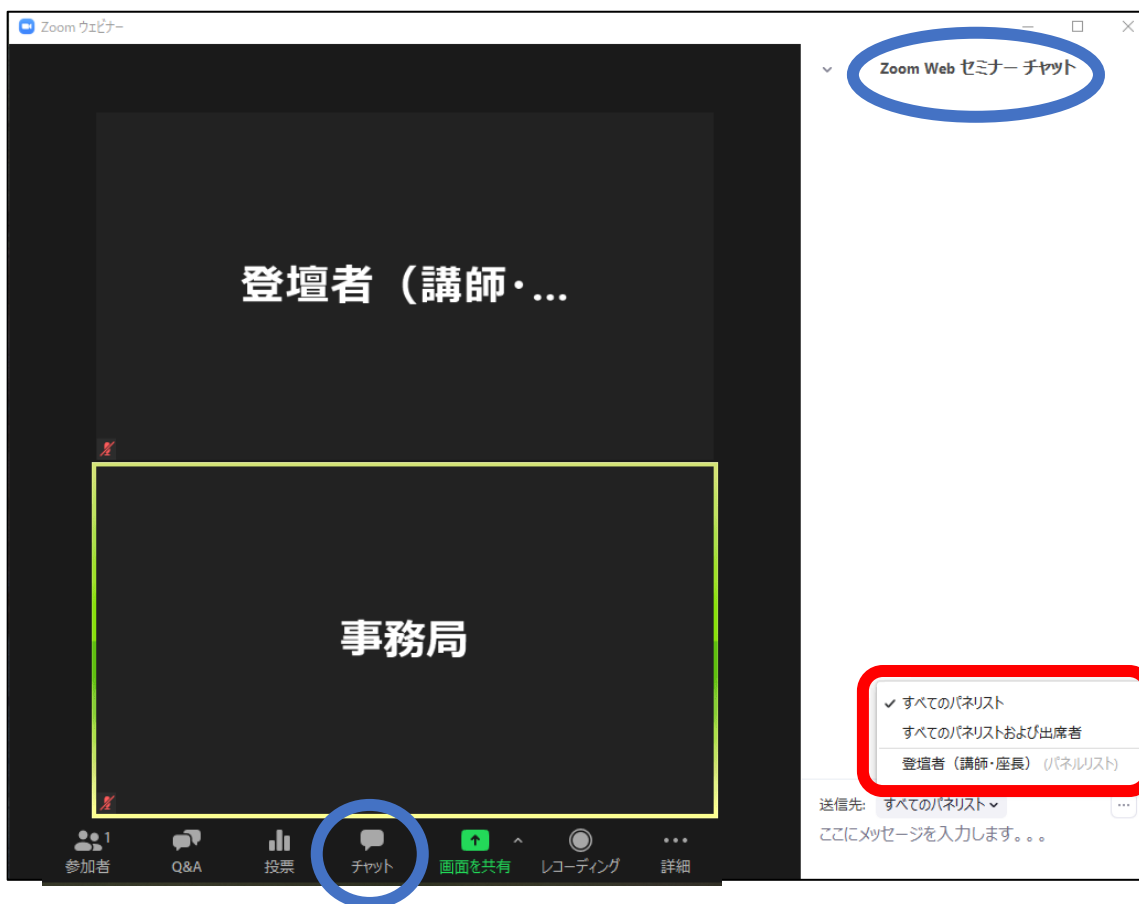 Zoom ウェビナー
Zoom Web セミナー チャット
登壇者（講師・...
事務局
✓ すべてのパネリスト
すべてのパネリストおよび出席者
登壇者（講師・座長） (パネルリスト)
送信先: すべてのパネリスト
ここにメッセージを入力します。。。
1
参加者
Q&A
投票
チャット
画面を共有
レコーディング
詳細